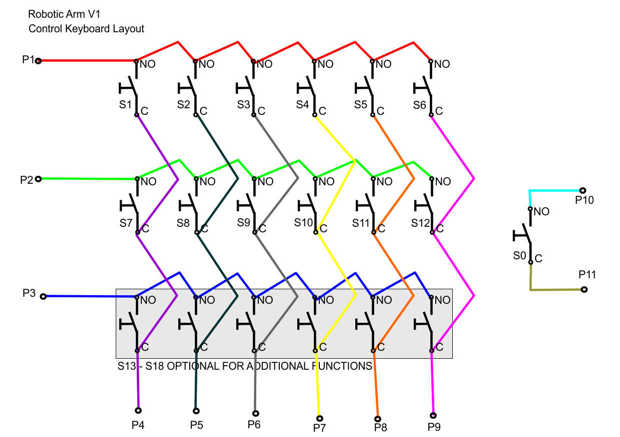 Robotic Arm V1
Control Keyboard Layout
P1
NO NO NO NO NO NO
S1 S2 S3 S4 S5 S6
C C C C C C
P2
NO NO NO NO NO NO
S7 S8 S9 S10 S11 S12
C C C C C C
P10
NO
S0 C
P11
P3
NO NO NO NO NO NO
C C C C C C
S13 - S18 OPTIONAL FOR ADDITIONAL FUNCTIONS
P4 P5 P6 P7 P8 P9